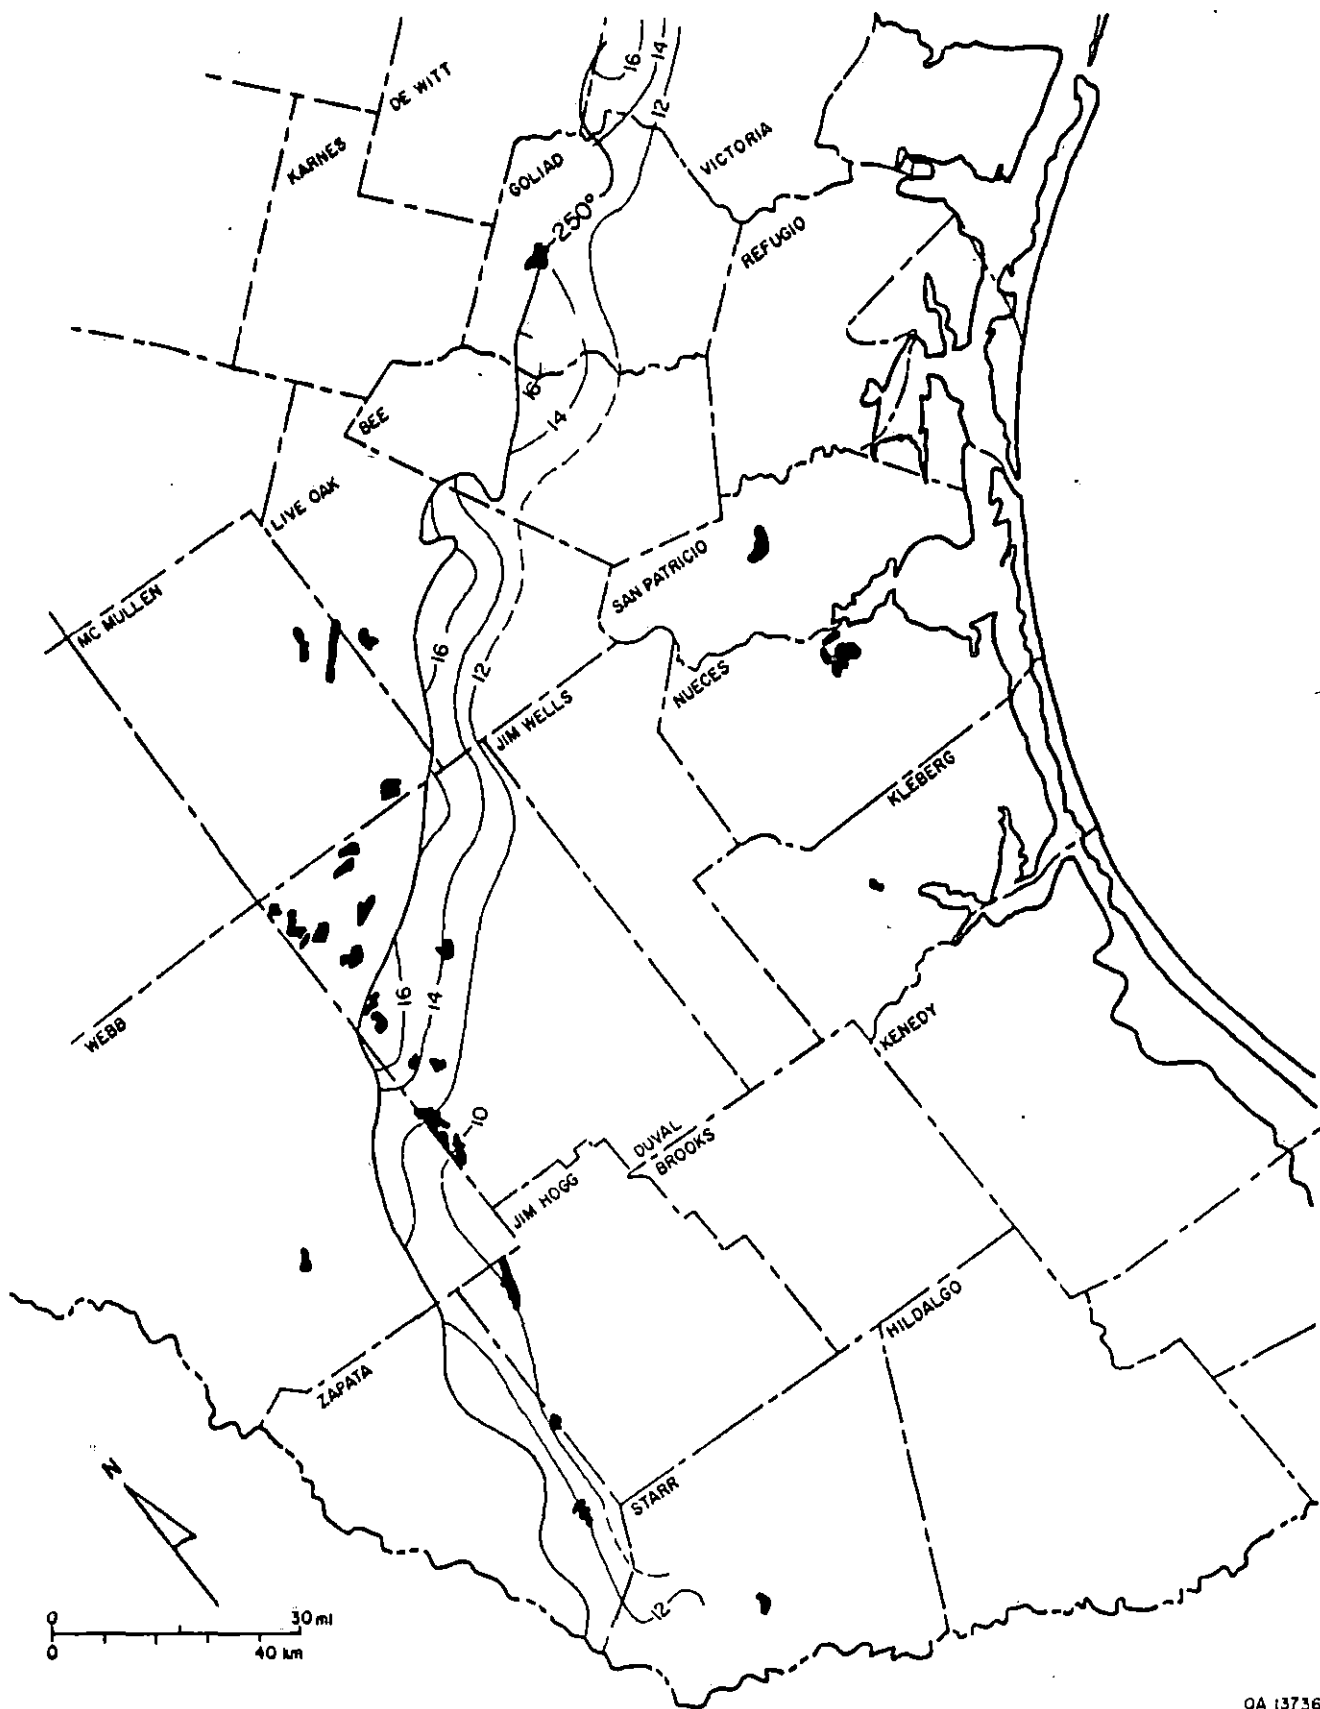 16
14
12
DE WITT
KARNES
GOLIAD
VICTORIA
250°
REFUGIO
16
14
BEE
LIVE OAK
SAN PATRICIO
MC MULLEN
16
12
NUECES
JIM WELLS
KLEBERG
16
14
WEBB
KENEDY
10
DUVAL
BROOKS
JIM HOGG
HILDALGO
ZAPATA
N
STARR
12
0 30 mi
0 40 km
QA 13736